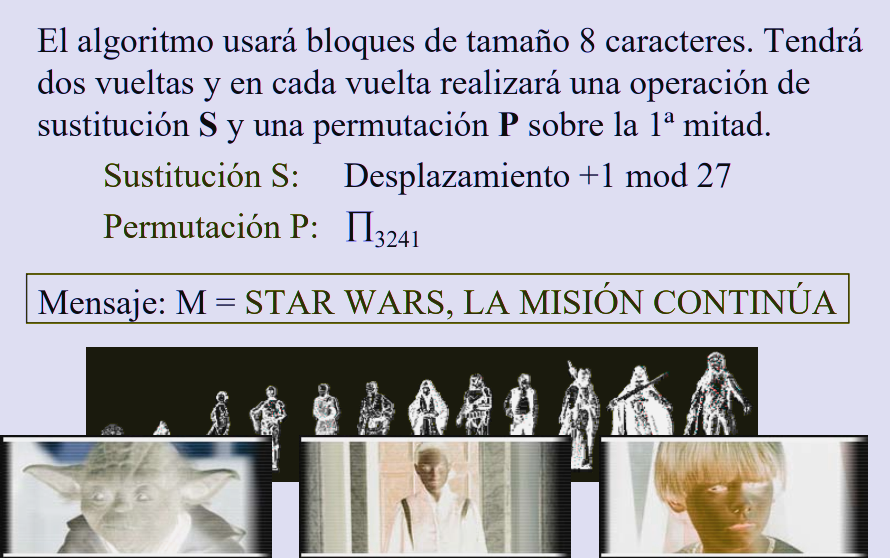 El algoritmo usará bloques de tamaño 8 caracteres. Tendrá
dos vueltas y en cada vuelta realizará una operación de
sustitución S y una permutación P sobre la 1ª mitad.
Sustitución S: Desplazamiento +1 mod 27
Permutación P: ∏3241
Mensaje: M = STAR WARS, LA MISIÓN CONTINÚA